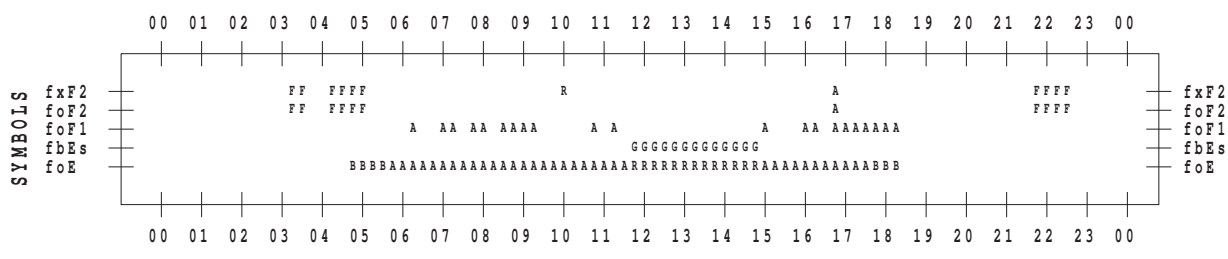 00 01 02 03 04 05 06 07 08 09 10 11 12 13 14 15 16 17 18 19 20 21 22 23 00
SYMBOLS
fxF2 FF FFFF R A FFFF fxF2
foF2 FF FFFF A FFFF foF2
foF1 A AA AA AAAA A A A AA AAAAAAA foF1
fbEs GGGGGGGGGGGGG fbEs
foE BBBBAAAAAAAAAAAAAAAAAAAAAAAARRRRRRRRRRRRRAAAAAAAAAAABBB foE
00 01 02 03 04 05 06 07 08 09 10 11 12 13 14 15 16 17 18 19 20 21 22 23 00